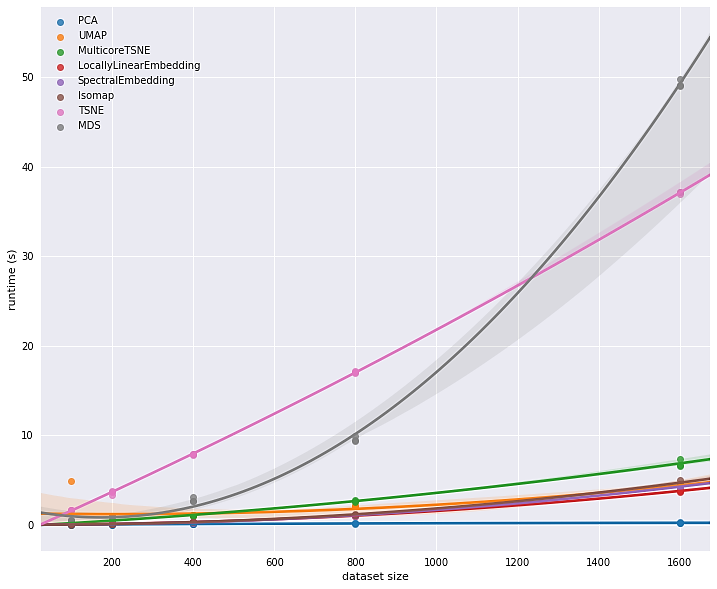 PCA
UMAP
MulticoreTSNE
LocallyLinearEmbedding
SpectralEmbedding
Isomap
TSNE
MDS
50
40
30
20
10
0
runtime (s)
200 400 600 800 1000 1200 1400 1600
dataset size